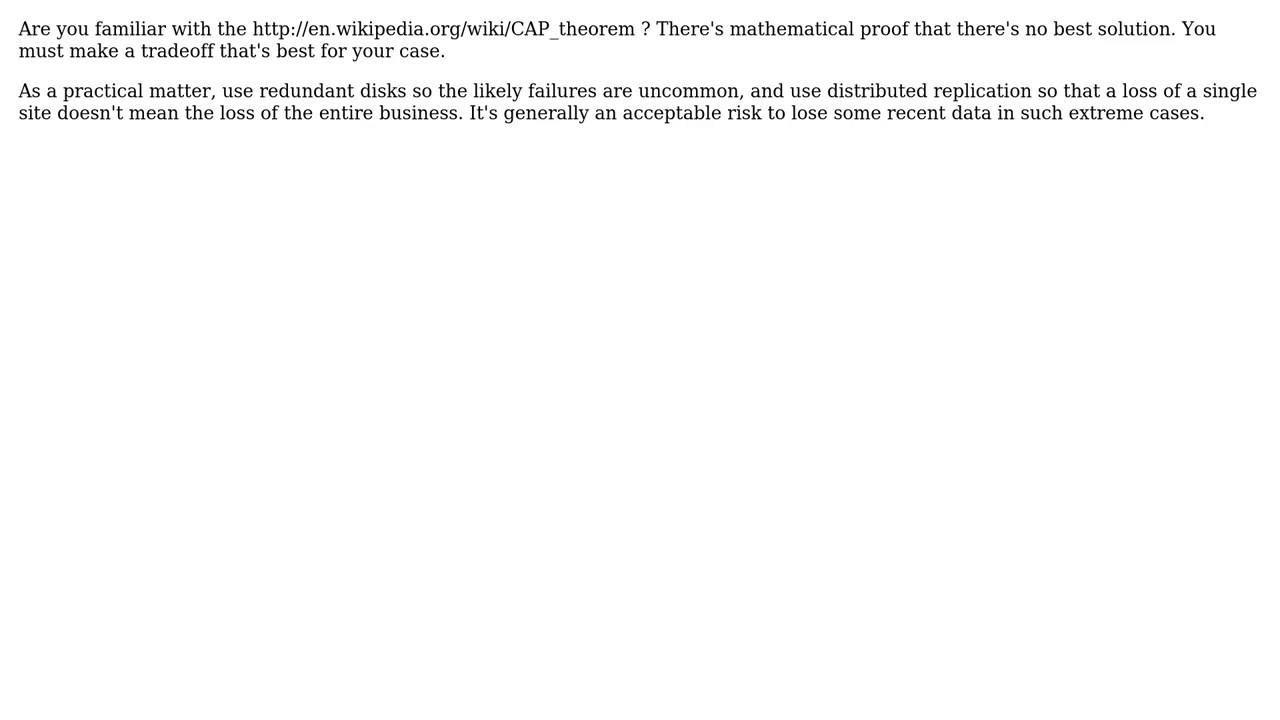 Are you familiar with the http://en.wikipedia.org/wiki/CAP_theorem ? There's mathematical proof that there's no best solution. You
must make a tradeoff that's best for your case.
As a practical matter, use redundant disks so the likely failures are uncommon, and use distributed replication so that a loss of a single
site doesn't mean the loss of the entire business. It's generally an acceptable risk to lose some recent data in such extreme cases.